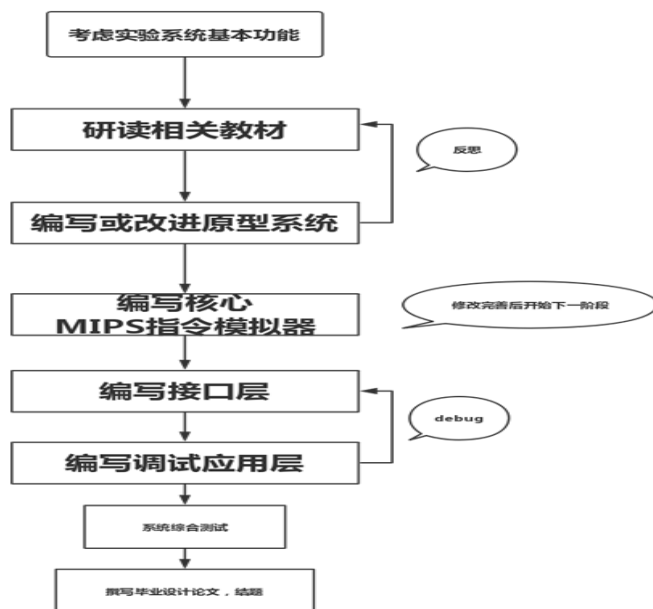 考虑实验系统基本功能
研读相关教材
反思
编写或改进原型系统
编写核心
MIPS指令模拟器
修改完善后开始下一阶段
编写接口层
debug
编写调试应用层
系统综合测试
撰写毕业设计论文，结题